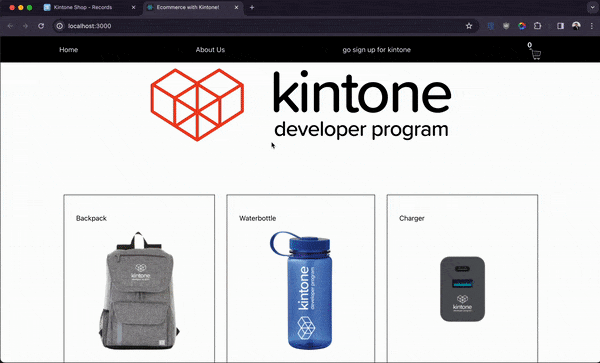 Kintone Shop - Records
Ecommerce with Kintone!
localhost:3000
Home
About Us
go sign up for kintone
0
kintone
developer program
Backpack
Waterbottle
Charger
kintone
kintone
developer program
kintone